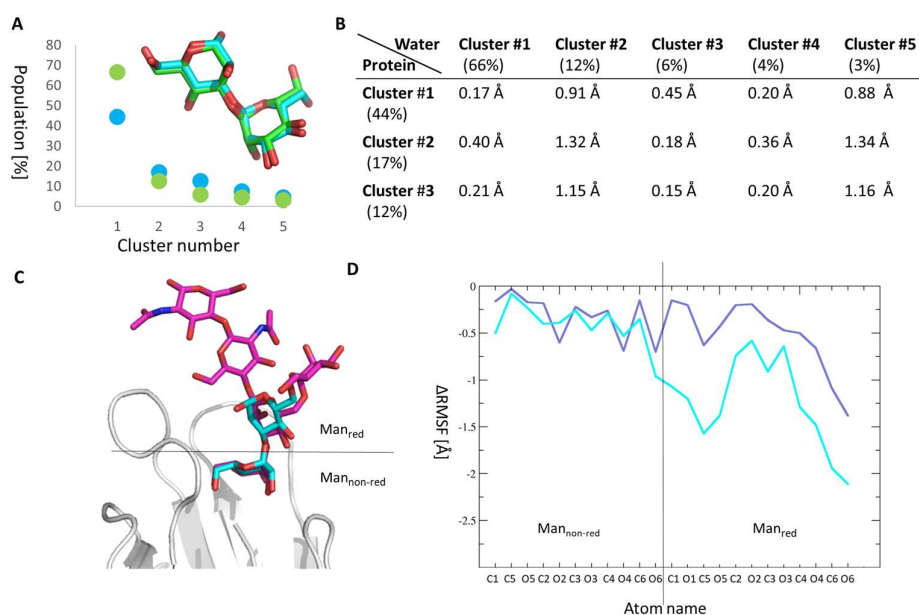 A
Population [%]
80
70
60
50
40
30
20
10
0
1 2 3 4 5
Cluster number
B
Water Cluster #1 Cluster #2 Cluster #3 Cluster #4 Cluster #5
Protein (66%) (12%) (6%) (4%) (3%)
Cluster #1 0.17 Å 0.91 Å 0.45 Å 0.20 Å 0.88 Å
(44%)
Cluster #2 0.40 Å 1.32 Å 0.18 Å 0.36 Å 1.34 Å
(17%)
Cluster #3 0.21 Å 1.15 Å 0.15 Å 0.20 Å 1.16 Å
(12%)
C
Manred
Mannon-red
D
ΔRMSF [Å]
0
-0.5
-1
-1.5
-2
-2.5
Mannon-red Manred
C1 C5 O5 C2 O2 C3 O3 C4 O4 C6 O6 C1 O1 C5 O5 C2 O2 C3 O3 C4 O4 C6 O6
Atom name